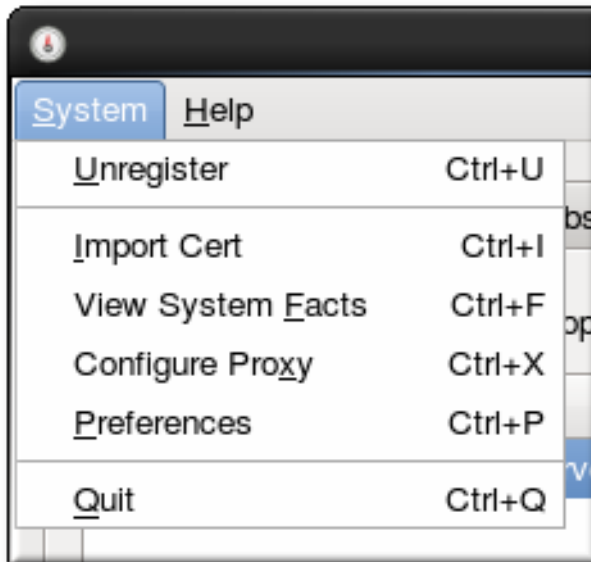 System Help
Unregister Ctrl+U
Import Cert Ctrl+I
View System Facts Ctrl+F
Configure Proxy Ctrl+X
Preferences Ctrl+P
Quit Ctrl+Q